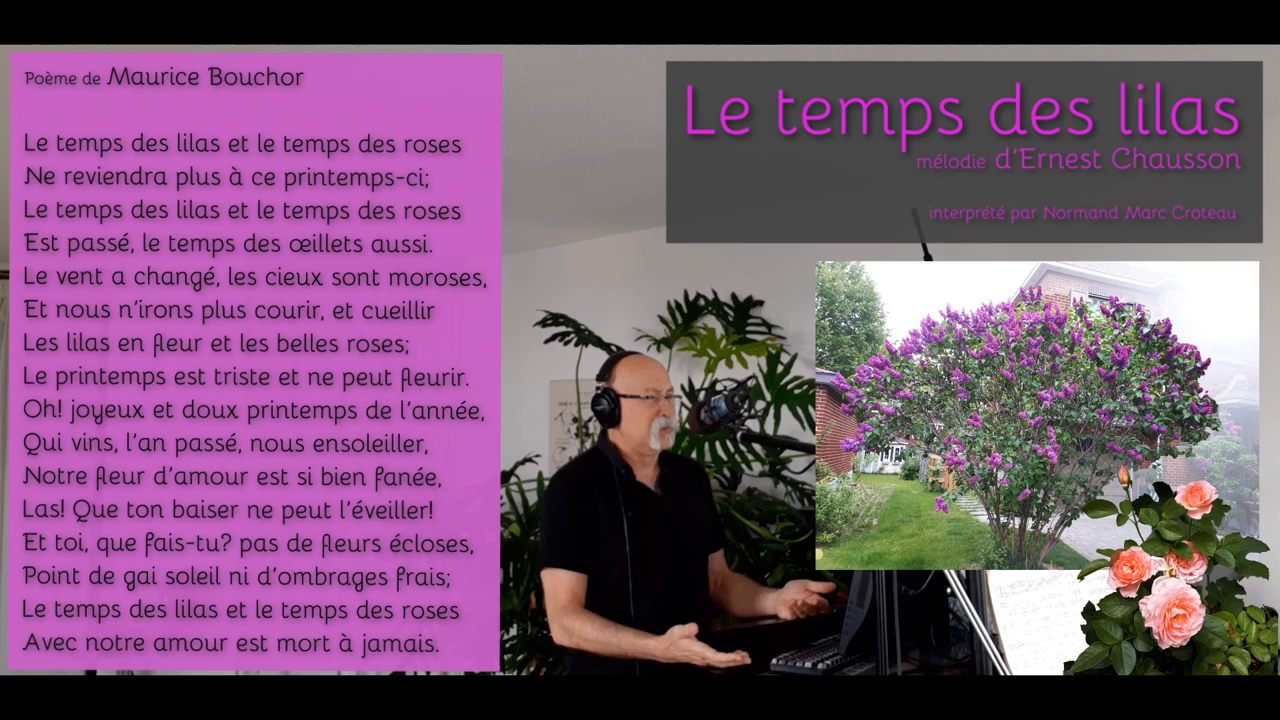 Poème de Maurice Bouchor
Le temps des lilas et le temps des roses
Ne reviendra plus à ce printemps-ci;
Le temps des lilas et le temps des roses
Est passé, le temps des œillets aussi.
Le vent a changé, les cieux sont moroses,
Et nous n'irons plus courir, et cueillir
Les lilas en fleur et les belles roses;
Le printemps est triste et ne peut fleurir.
Oh! joyeux et doux printemps de l'année,
Qui vins, l'an passé, nous ensoleiller,
Notre fleur d'amour est si bien fanée,
Las! Que ton baiser ne peut l'éveiller!
Et toi, que fais-tu? pas de fleurs écloses,
Point de gai soleil ni d'ombrages frais;
Le temps des lilas et le temps des roses
Avec notre amour est mort à jamais.
Le temps des lilas
mélodie d'Ernest Chausson
interprété par Normand Marc Croteau